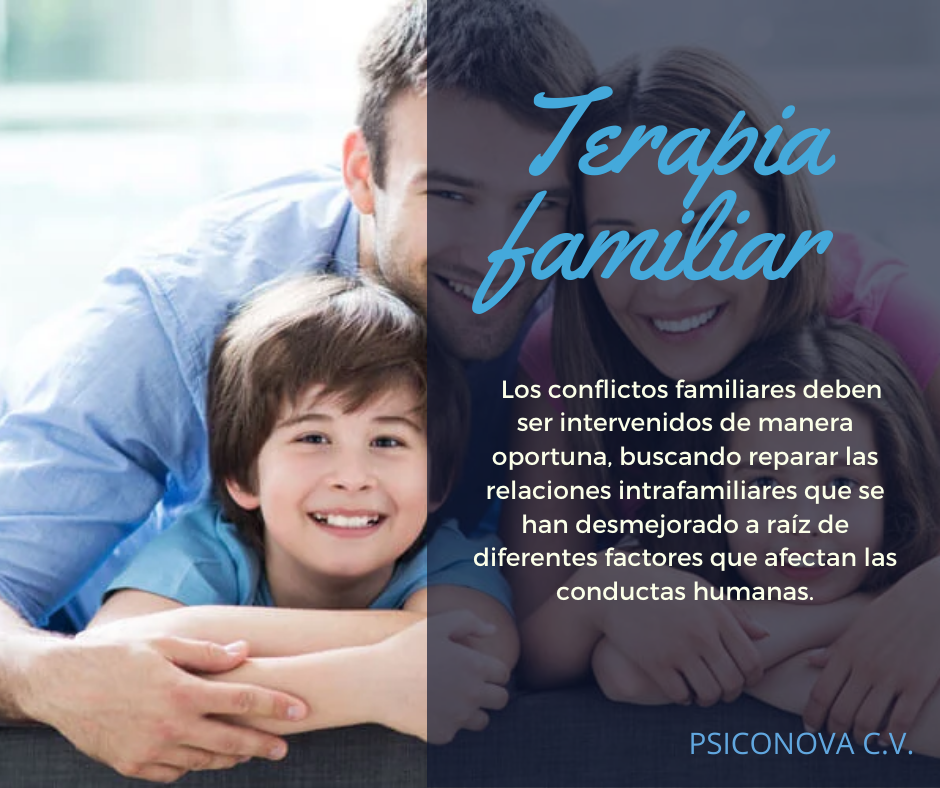 Terapia
familiar
Los conflictos familiares deben
ser intervenidos de manera
oportuna, buscando reparar las
relaciones intrafamiliares que se
han desmejorado a raíz de
diferentes factores que afectan las
conductas humanas.
PSICONOVA C.V.